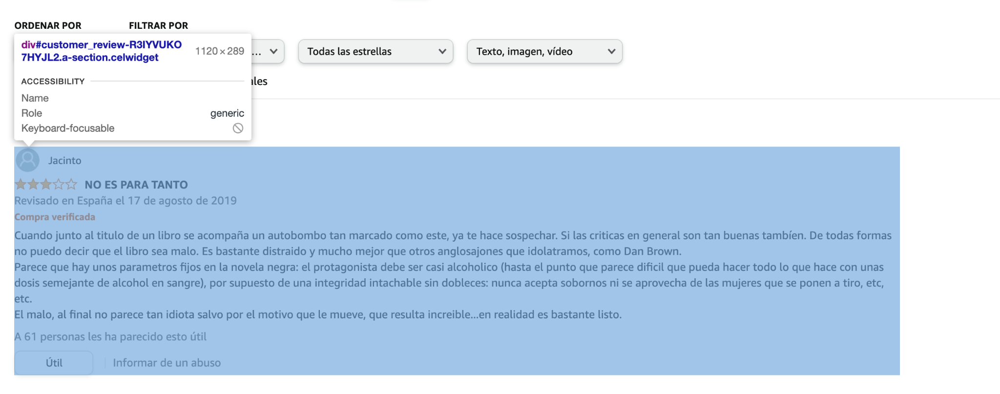 ORDENAR POR
FILTRAR POR
div#customer_review-R3IYVUKO
7HYJL2.a-section.celwidget
1120 × 289
...
Todas las estrellas
Texto, imagen, vídeo
ACCESSIBILITY
Name
Role
generic
Keyboard-focusable
Jacinto
NO ES PARA TANTO
Revisado en España el 17 de agosto de 2019
Compra verificada
Cuando junto al titulo de un libro se acompaña un autobombo tan marcado como este, ya te hace sospechar. Si las criticas en general son tan buenas tambíen. De todas formas
no puedo decir que el libro sea malo. Es bastante distraido y mucho mejor que otros anglosajones que idolatramos, como Dan Brown.
Parece que hay unos parametros fijos en la novela negra: el protagonista debe ser casi alcoholico (hasta el punto que parece dificil que pueda hacer todo lo que hace con unas
dosis semejante de alcohol en sangre), por supuesto de una integridad intachable sin dobleces: nunca acepta sobornos ni se aprovecha de las mujeres que se ponen a tiro, etc,
etc.
El malo, al final no parece tan idiota salvo por el motivo que le mueve, que resulta increible...en realidad es bastante listo.
A 61 personas les ha parecido esto útil
Útil
Informar de un abuso